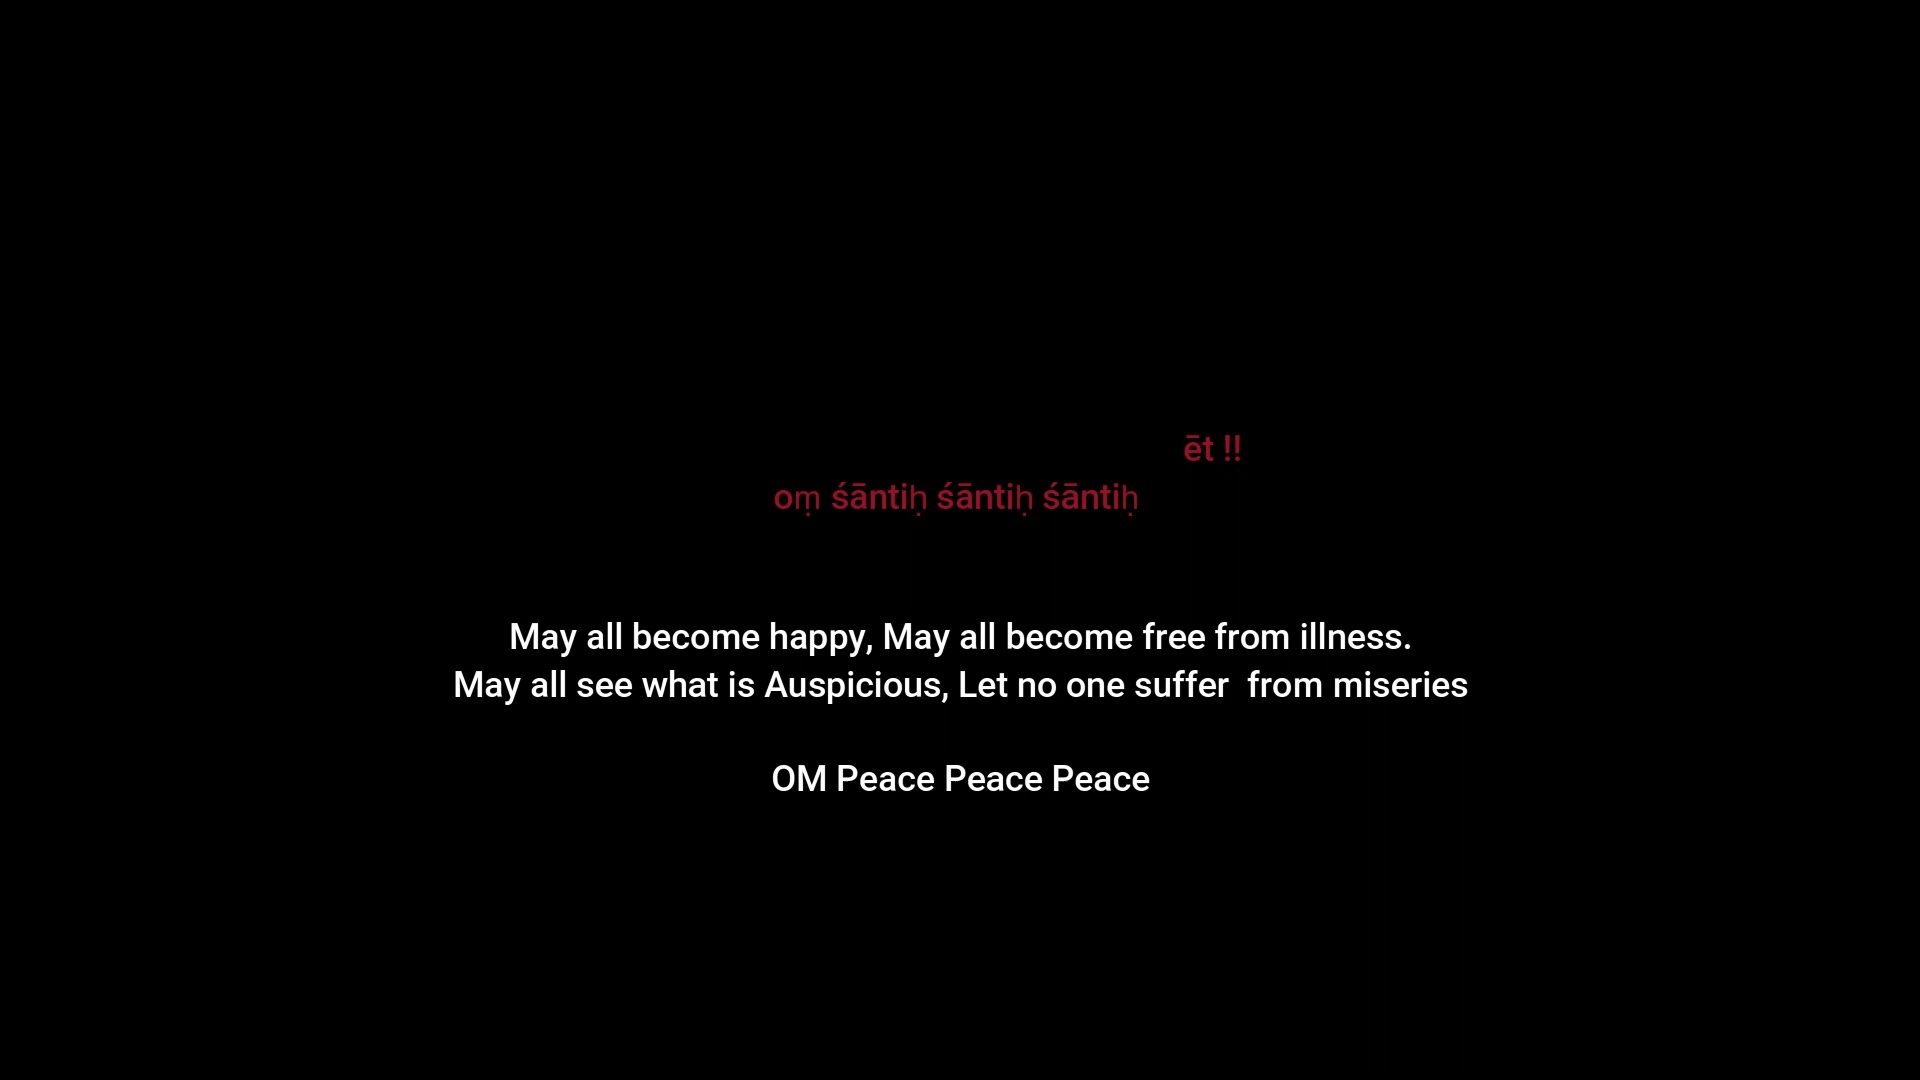 ēt !!
oṃ śāntiḥ śāntiḥ śāntiḥ
May all become happy, May all become free from illness.
May all see what is Auspicious, Let no one suffer  from miseries
OM Peace Peace Peace